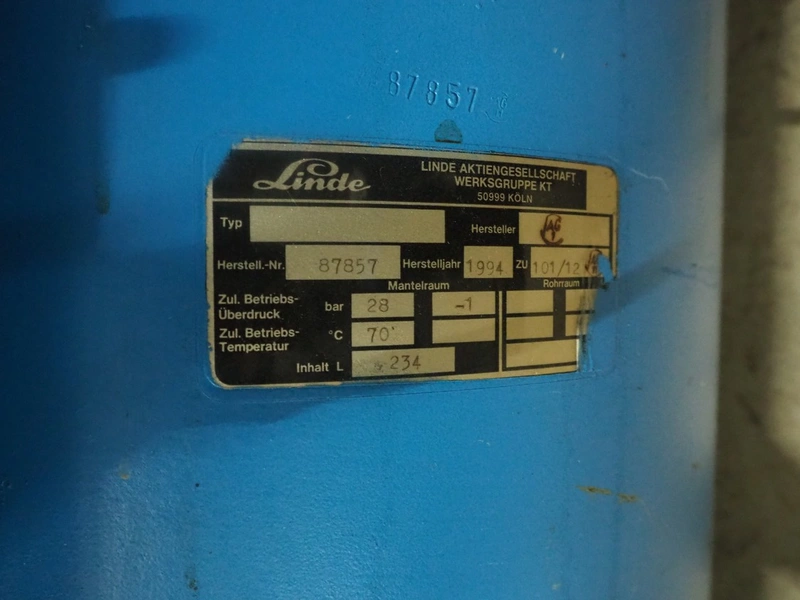 87857
Linde
LINDE AKTIENGESELLSCHAFT
WERKSGRUPPE KT
50999 KÖLN
Typ
Hersteller
Herstell.-Nr. 87857 Herstelljahr 1994 ZU 101/12
Mantelraum Rohrraum
Zul. Betriebs-
Überdruck bar 28 -1
Zul. Betriebs-
Temperatur °C 70
Inhalt L 234